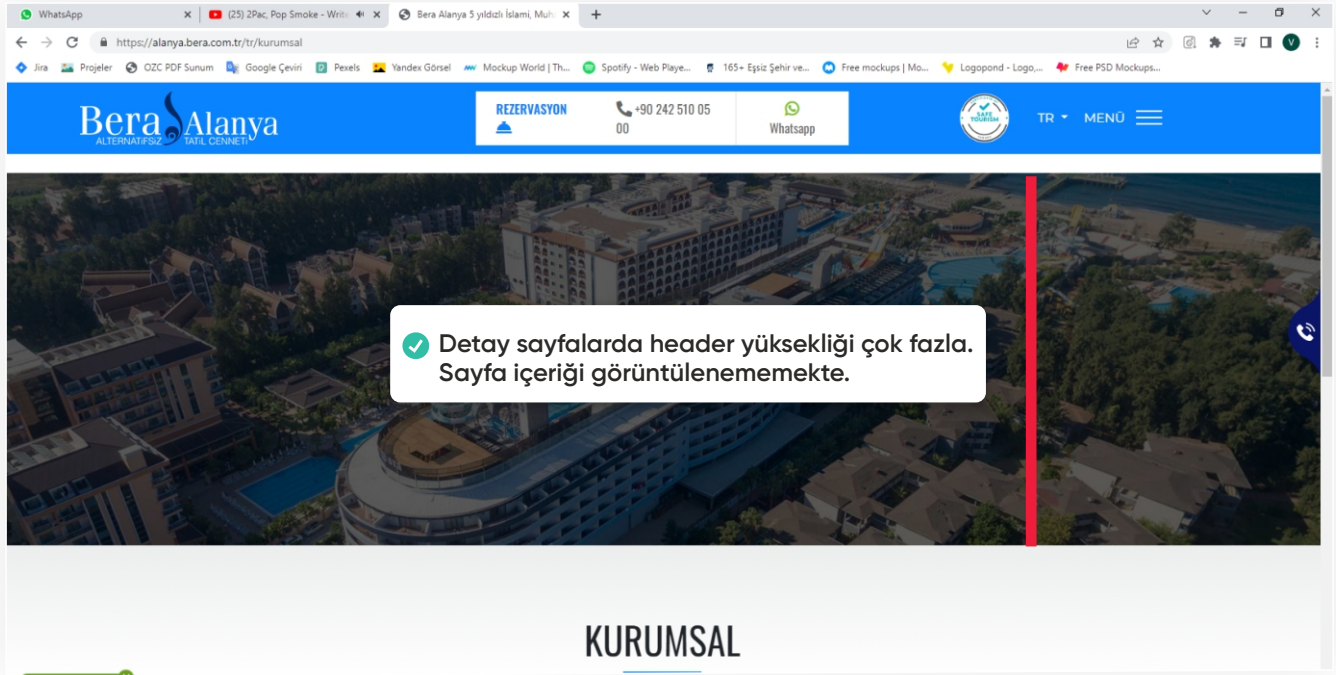 WhatsApp
(25) 2Pac, Pop Smoke - Write
Bera Alanya 5 yıldızlı İslami, Muh
https://alanya.bera.com.tr/tr/kurumsal
Jira Projeler OZC PDF Sunum Google Çeviri Pexels Yandex Görsel Mockup World | Th... Spotify - Web Playe... 165+ Eşsiz Şehir ve... Free mockups | Mo... Logopond - Logo,... Free PSD Mockups...
V
Bera Alanya
ALTERNATİFSİZ TATİL CENNETİ
REZERVASYON
+90 242 510 05
00
Whatsapp
SAFE
TOURISM
TR MENÜ
Detay sayfalarda header yüksekliği çok fazla.
Sayfa içeriği görüntülenememekte.
KURUMSAL